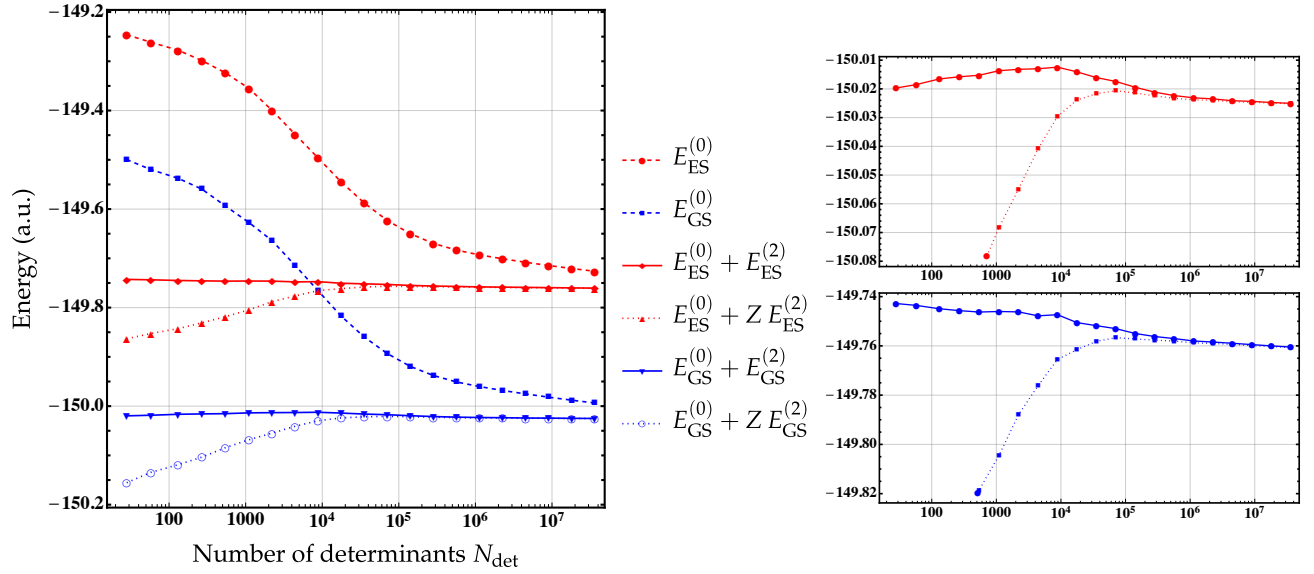 −149.2
−149.4
−149.6
−149.8
−150.0
−150.2
Energy (a.u.)
100 1000 10⁴ 10⁵ 10⁶ 10⁷
Number of determinants N_det
E_ES^(0)
E_GS^(0)
E_ES^(0) + E_ES^(2)
E_ES^(0) + Z E_ES^(2)
E_GS^(0) + E_GS^(2)
E_GS^(0) + Z E_GS^(2)
−150.01
−150.02
−150.03
−150.04
−150.05
−150.06
−150.07
−150.08
100 1000 10⁴ 10⁵ 10⁶ 10⁷
−149.74
−149.76
−149.78
−149.80
−149.82
100 1000 10⁴ 10⁵ 10⁶ 10⁷